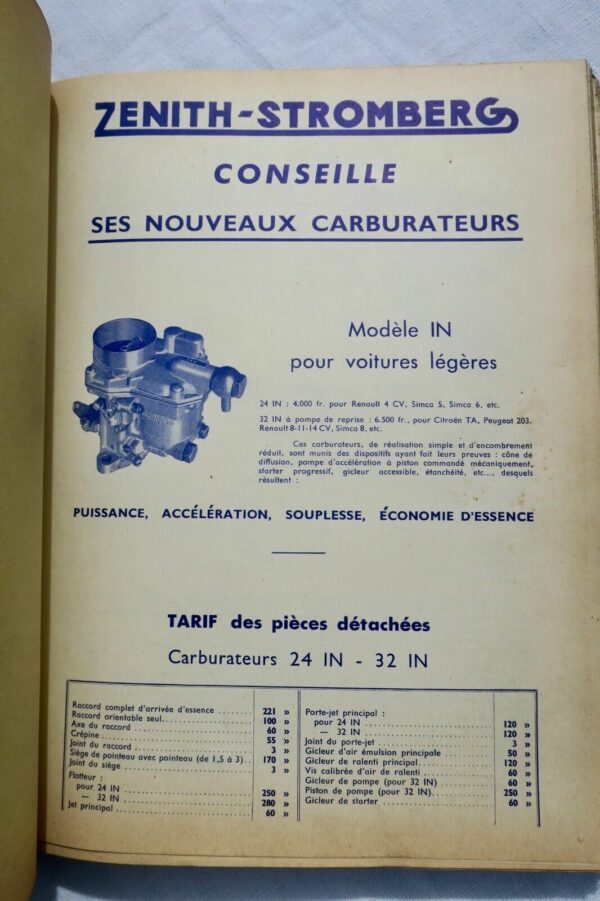 ZENITH-STROMBERG
CONSEILLE
SES NOUVEAUX CARBURATEURS
Modèle IN
pour voitures légères
24 IN : 4.000 fr. pour Renault 4 CV, Simca 5, Simca 6, etc.
32 IN à pompe de reprise : 6.500 fr., pour Citroën TA, Peugeot 203,
Renault 8-11-14 CV, Simca 8, etc.
Ces carburateurs, de réalisation simple et d'encombrement
réduit, sont munis des dispositifs ayant fait leurs preuves : cône de
diffusion, pompe d'accélération à piston commandé mécaniquement,
starter progressif, gicleur accessible, étanchéité, etc..., desquels
résultent :
PUISSANCE, ACCÉLÉRATION, SOUPLESSE, ÉCONOMIE D'ESSENCE
TARIF des pièces détachées
Carburateurs 24 IN - 32 IN
Raccord complet d'arrivée d'essence ........ 221 »
Raccord orientable seul........ 100 »
Axe du raccord ........ 60 »
Crépine ........ 55 »
Joint du raccord ........ 3 »
Siège de pointeau avec pointeau (de 1,5 à 3).. 170 »
Joint du siège ........ 3 »
Flotteur :
pour 24 IN ........ 250 »
— 32 IN ........ 280 »
Jet principal ........ 60 »
Porte-jet principal :
pour 24 IN ........ 120 »
— 32 IN ........ 120 »
Joint du porte-jet ........ 3 »
Gicleur d'air émulsion principale ........ 50 »
Gicleur de ralenti principal ........ 120 »
Vis calibrée d'air de ralenti ........ 60 »
Gicleur de pompe (pour 32 IN) ........ 60 »
Piston de pompe (pour 32 IN) ........ 250 »
Gicleur de starter ........ 60 »